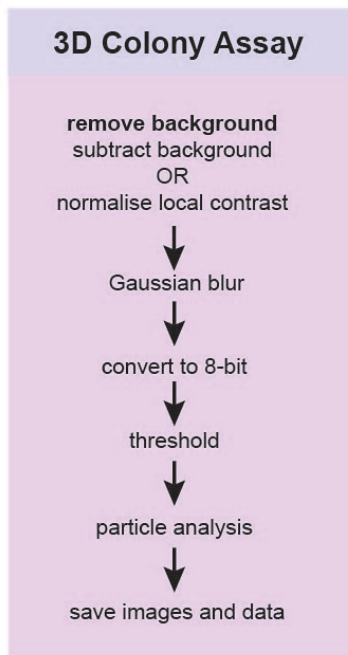 3D Colony Assay
remove background
subtract background
OR
normalise local contrast
Gaussian blur
convert to 8-bit
threshold
particle analysis
save images and data